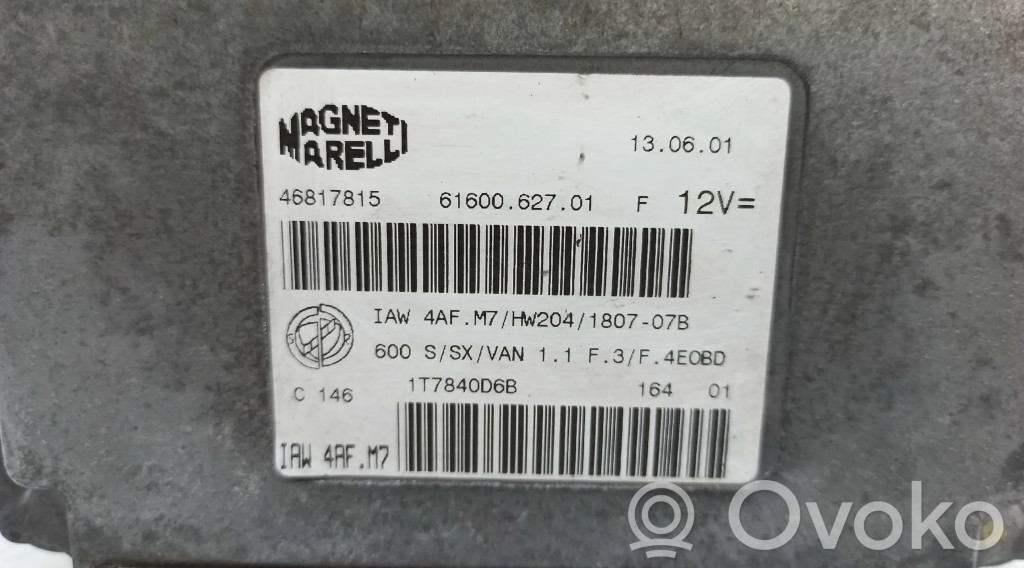 MAGNETI
MARELLI
13.06.01
46817815 61600.627.01 F 12V=
IAW 4AF.M7/HW204/1807-07B
600 S/SX/VAN 1.1 F.3/F.4EOBD
C 146 1T7840D6B 164 01
IAW 4AF.M7
Ovoko